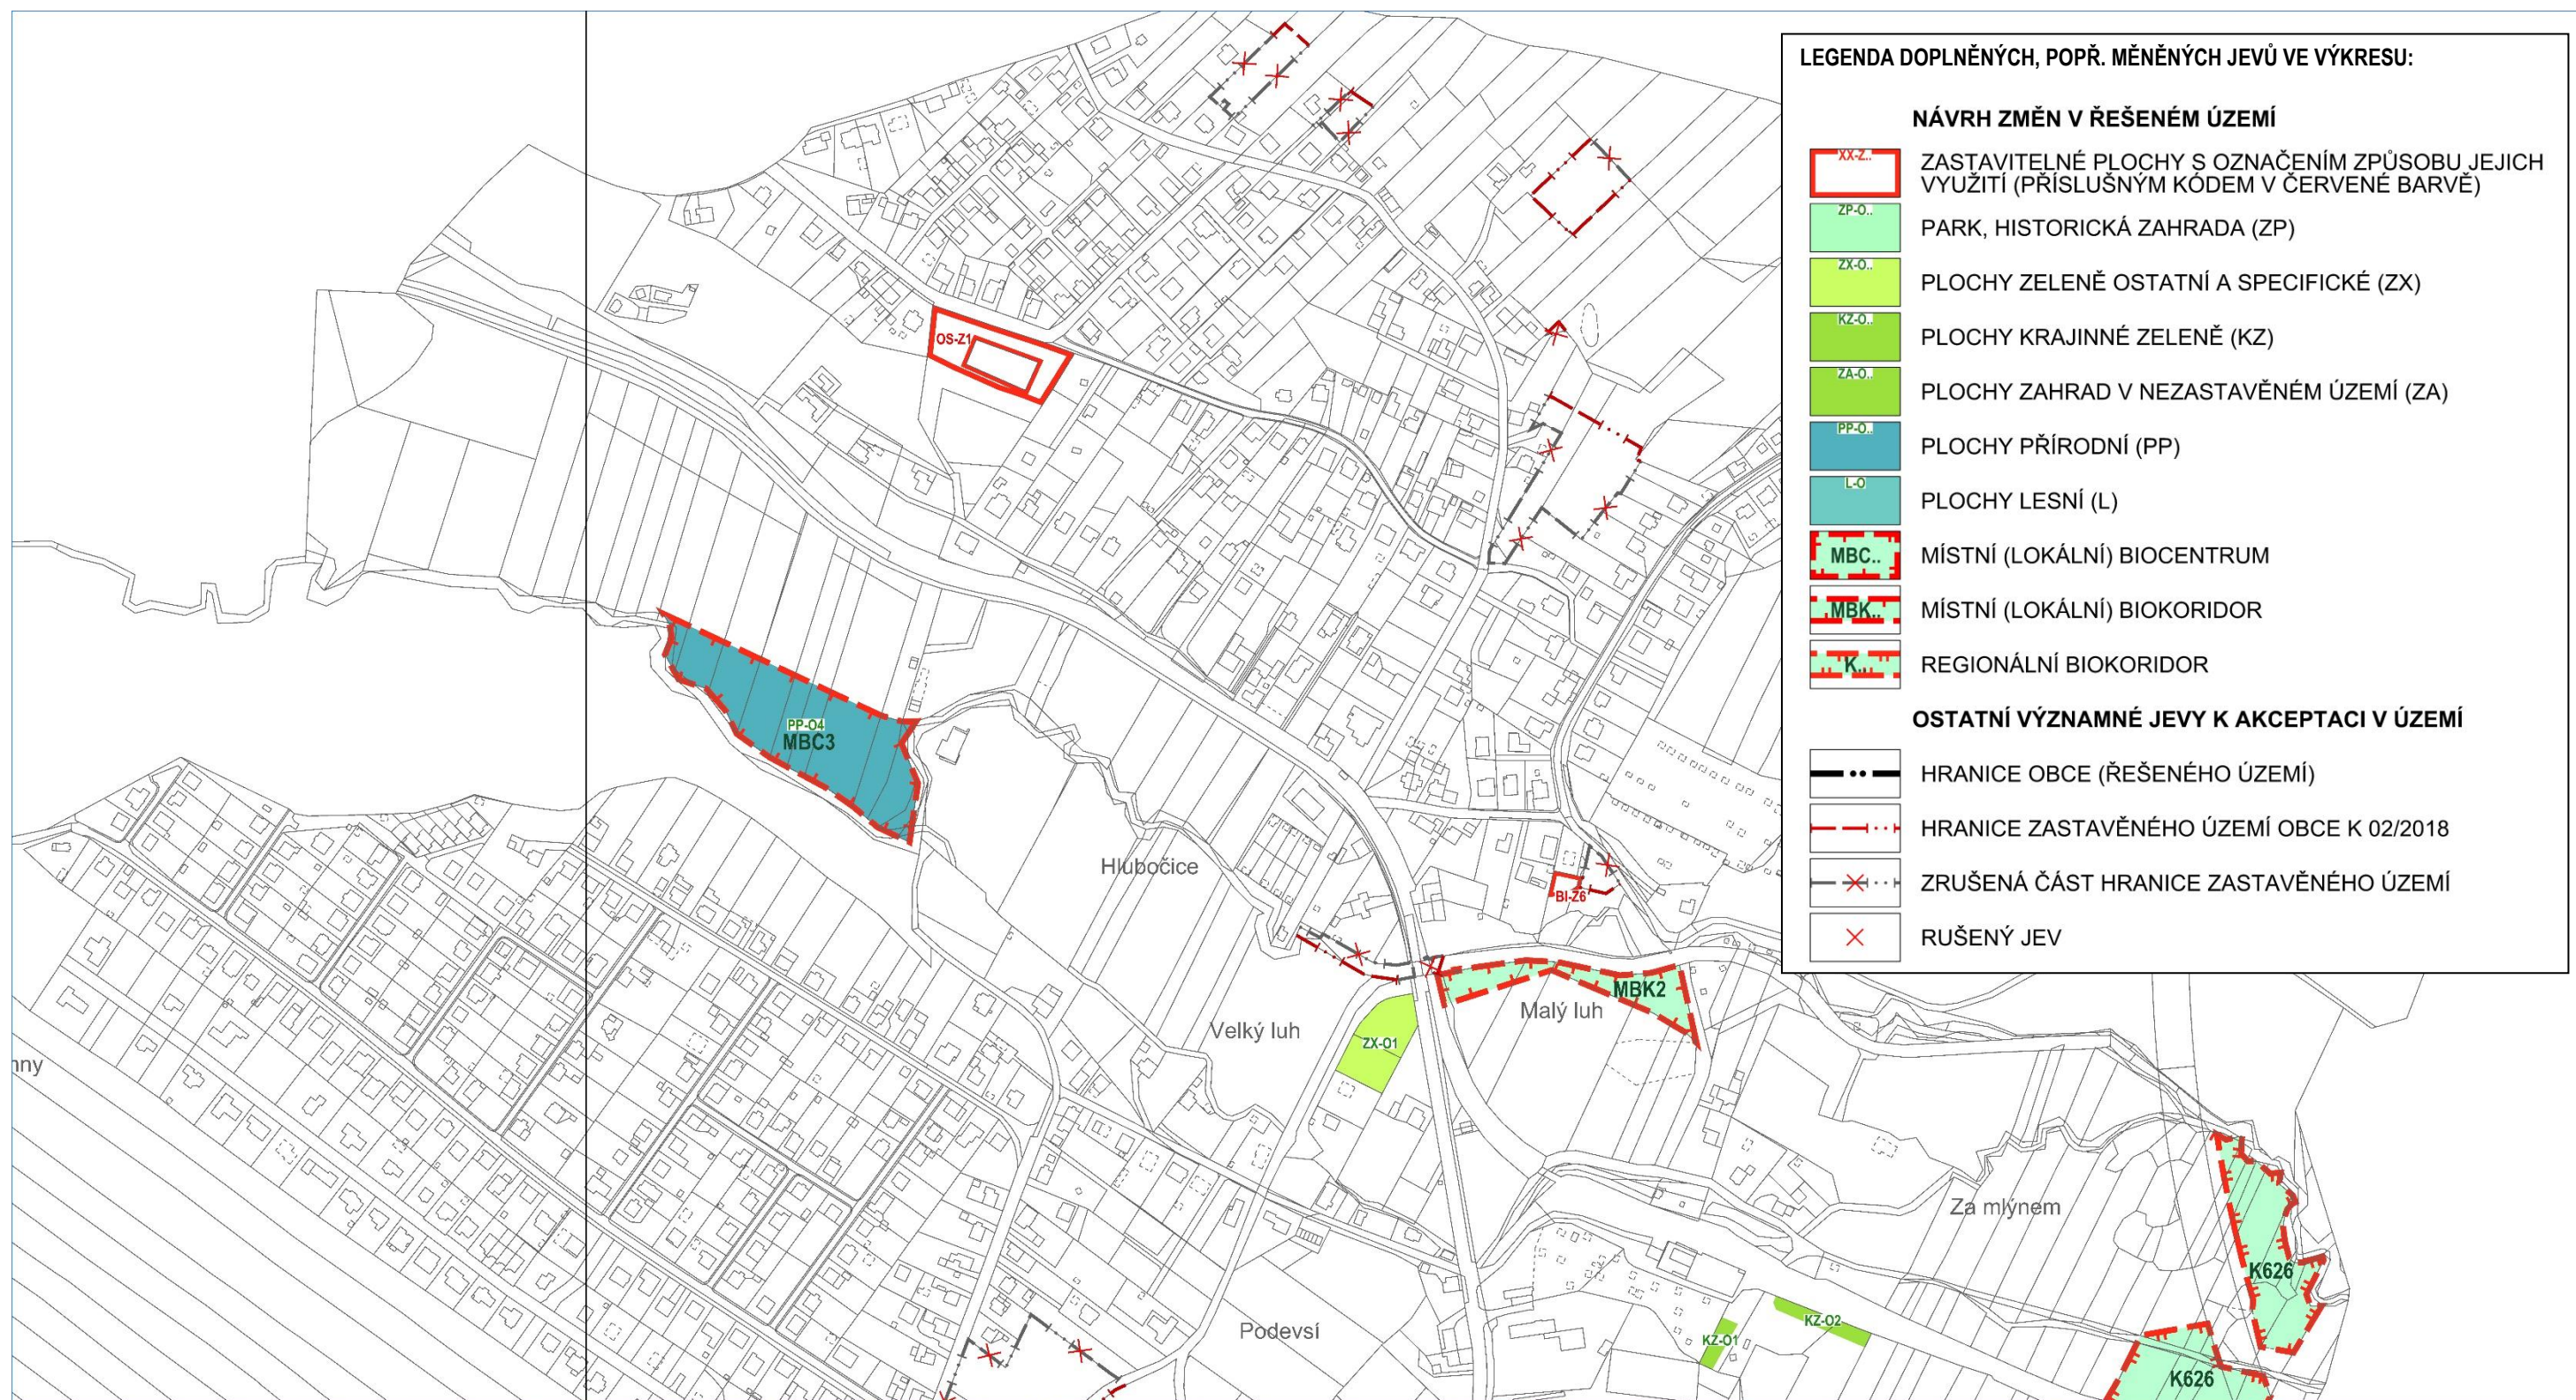 LEGENDA DOPLNĚNÝCH, POPŘ. MĚNĚNÝCH JEVŮ VE VÝKRESU:
NÁVRH ZMĚN V ŘEŠENÉM ÚZEMÍ
XX-Z..
ZASTAVITELNÉ PLOCHY S OZNAČENÍM ZPŮSOBU JEJICH
VYUŽITÍ (PŘÍSLUŠNÝM KÓDEM V ČERVENÉ BARVĚ)
ZP-O..
PARK, HISTORICKÁ ZAHRADA (ZP)
ZX-O..
PLOCHY ZELENĚ OSTATNÍ A SPECIFICKÉ (ZX)
KZ-O..
PLOCHY KRAJINNÉ ZELENĚ (KZ)
ZA-O..
PLOCHY ZAHRAD V NEZASTAVĚNÉM ÚZEMÍ (ZA)
PP-O..
PLOCHY PŘÍRODNÍ (PP)
L-O
PLOCHY LESNÍ (L)
MBC..
MÍSTNÍ (LOKÁLNÍ) BIOCENTRUM
MBK..
MÍSTNÍ (LOKÁLNÍ) BIOKORIDOR
K..
REGIONÁLNÍ BIOKORIDOR
OSTATNÍ VÝZNAMNÉ JEVY K AKCEPTACI V ÚZEMÍ
HRANICE OBCE (ŘEŠENÉHO ÚZEMÍ)
HRANICE ZASTAVĚNÉHO ÚZEMÍ OBCE K 02/2018
ZRUŠENÁ ČÁST HRANICE ZASTAVĚNÉHO ÚZEMÍ
RUŠENÝ JEV
OS-Z1
PP-O4
MBC3
Hlubočice
BI-Z6
MBK2
Malý luh
Velký luh
ZX-O1
nny
Za mlýnem
K626
KZ-O2
KZ-O1
Podevsí
K626